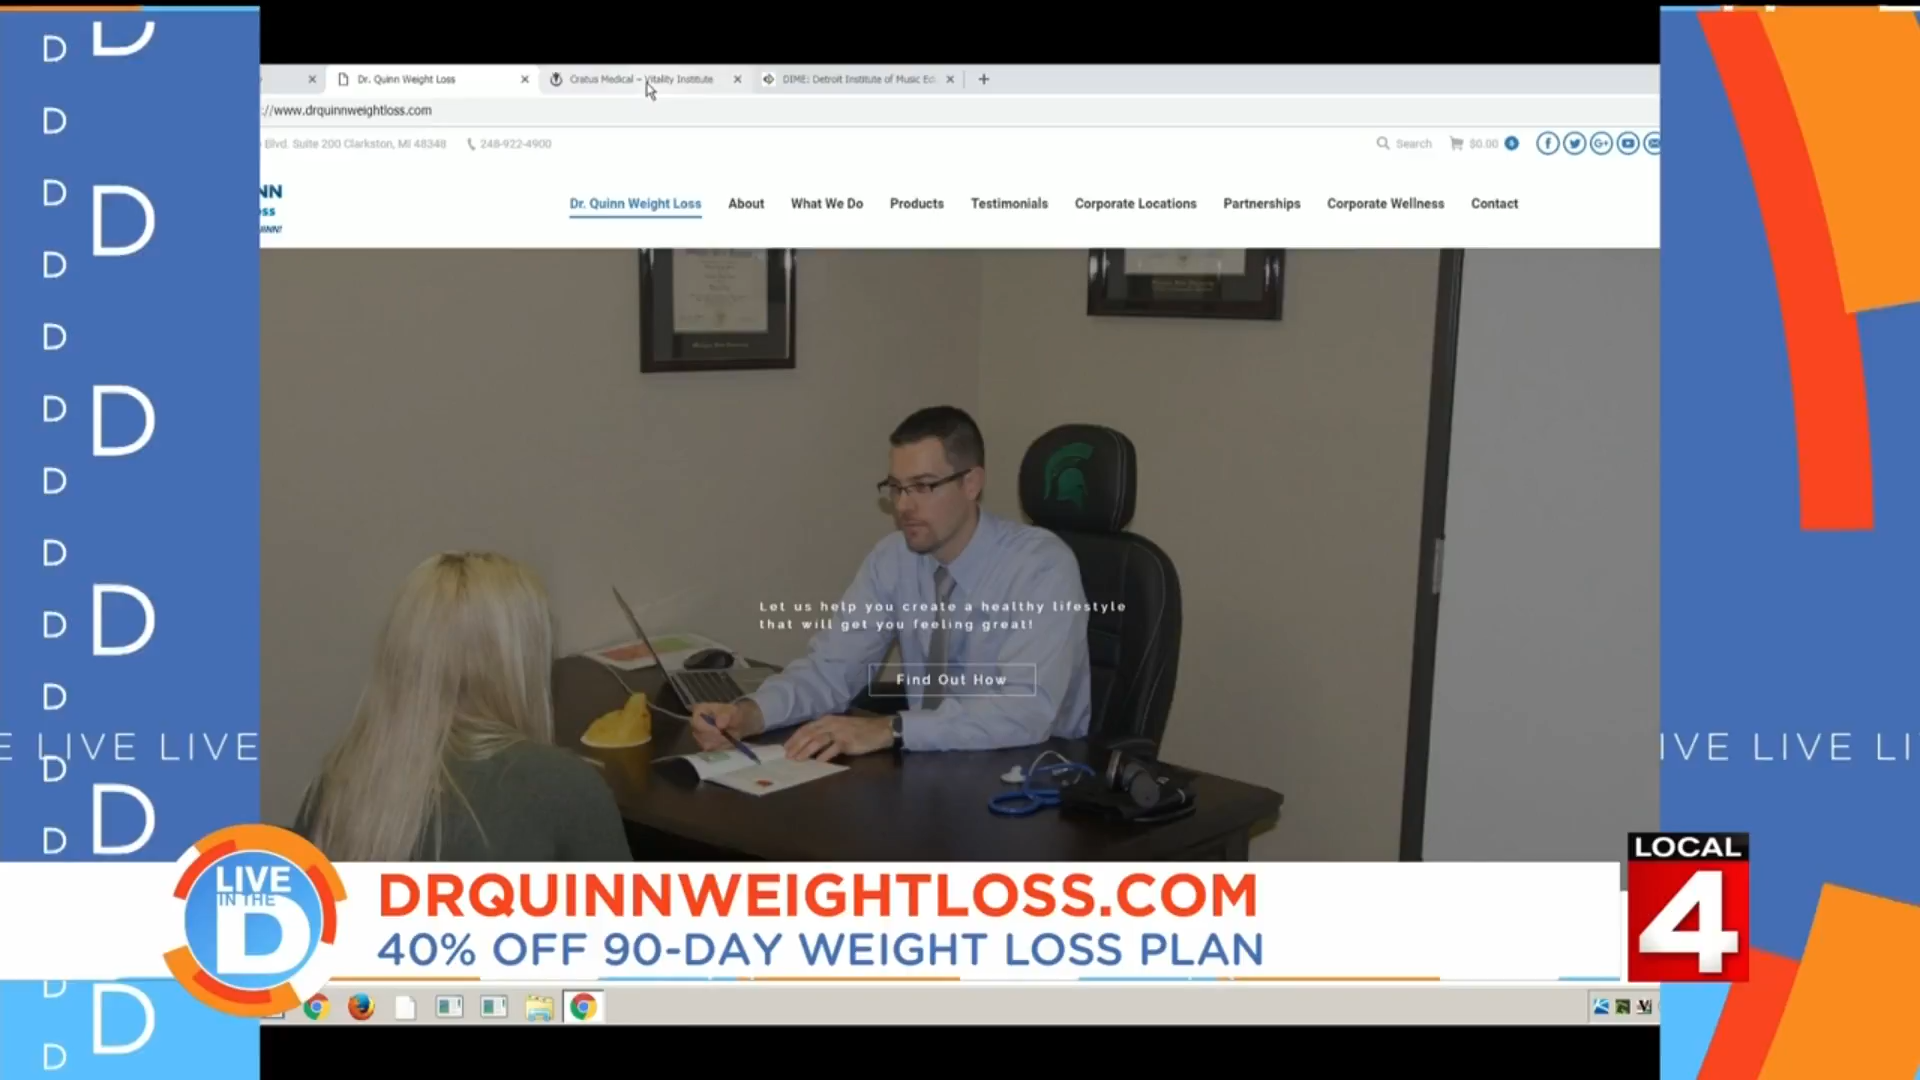 Dr. Quinn Weight Loss
Cratus Medical – Vitality Institute
DIME: Detroit Institute of Music Ed
://www.drquinnweightloss.com
Blvd. Suite 200 Clarkston, MI 48348
248-922-4900
Search
$0.00
Dr. Quinn Weight Loss
About
What We Do
Products
Testimonials
Corporate Locations
Partnerships
Corporate Wellness
Contact
Let us help you create a healthy lifestyle
that will get you feeling great!
Find Out How
E LIVE LIVE
IVE LIVE LI
LIVE
IN THE
D
DRQUINNWEIGHTLOSS.COM
40% OFF 90-DAY WEIGHT LOSS PLAN
LOCAL
4